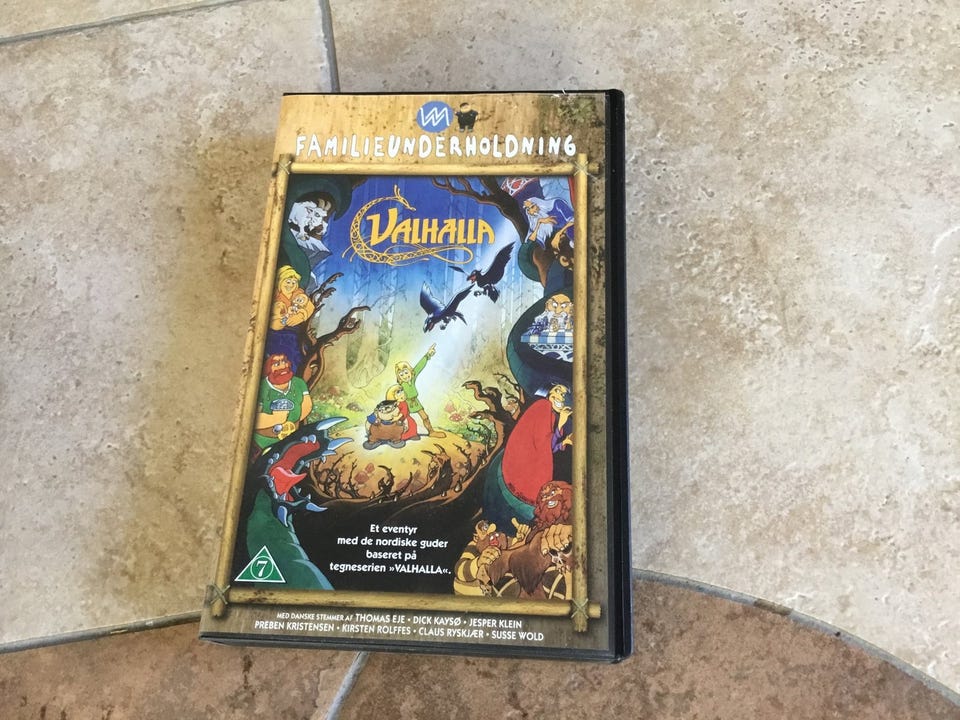 FAMILIEUNDERHOLDNING
VALHALLA
Et eventyr
med de nordiske guder
baseret på
tegneserien »VALHALLA«.
7
MED DANSKE STEMMER AF THOMAS EJE • DICK KAYSØ • JESPER KLEIN
PREBEN KRISTENSEN • KIRSTEN ROLFFES • CLAUS RYSKJÆR • SUSSE WOLD